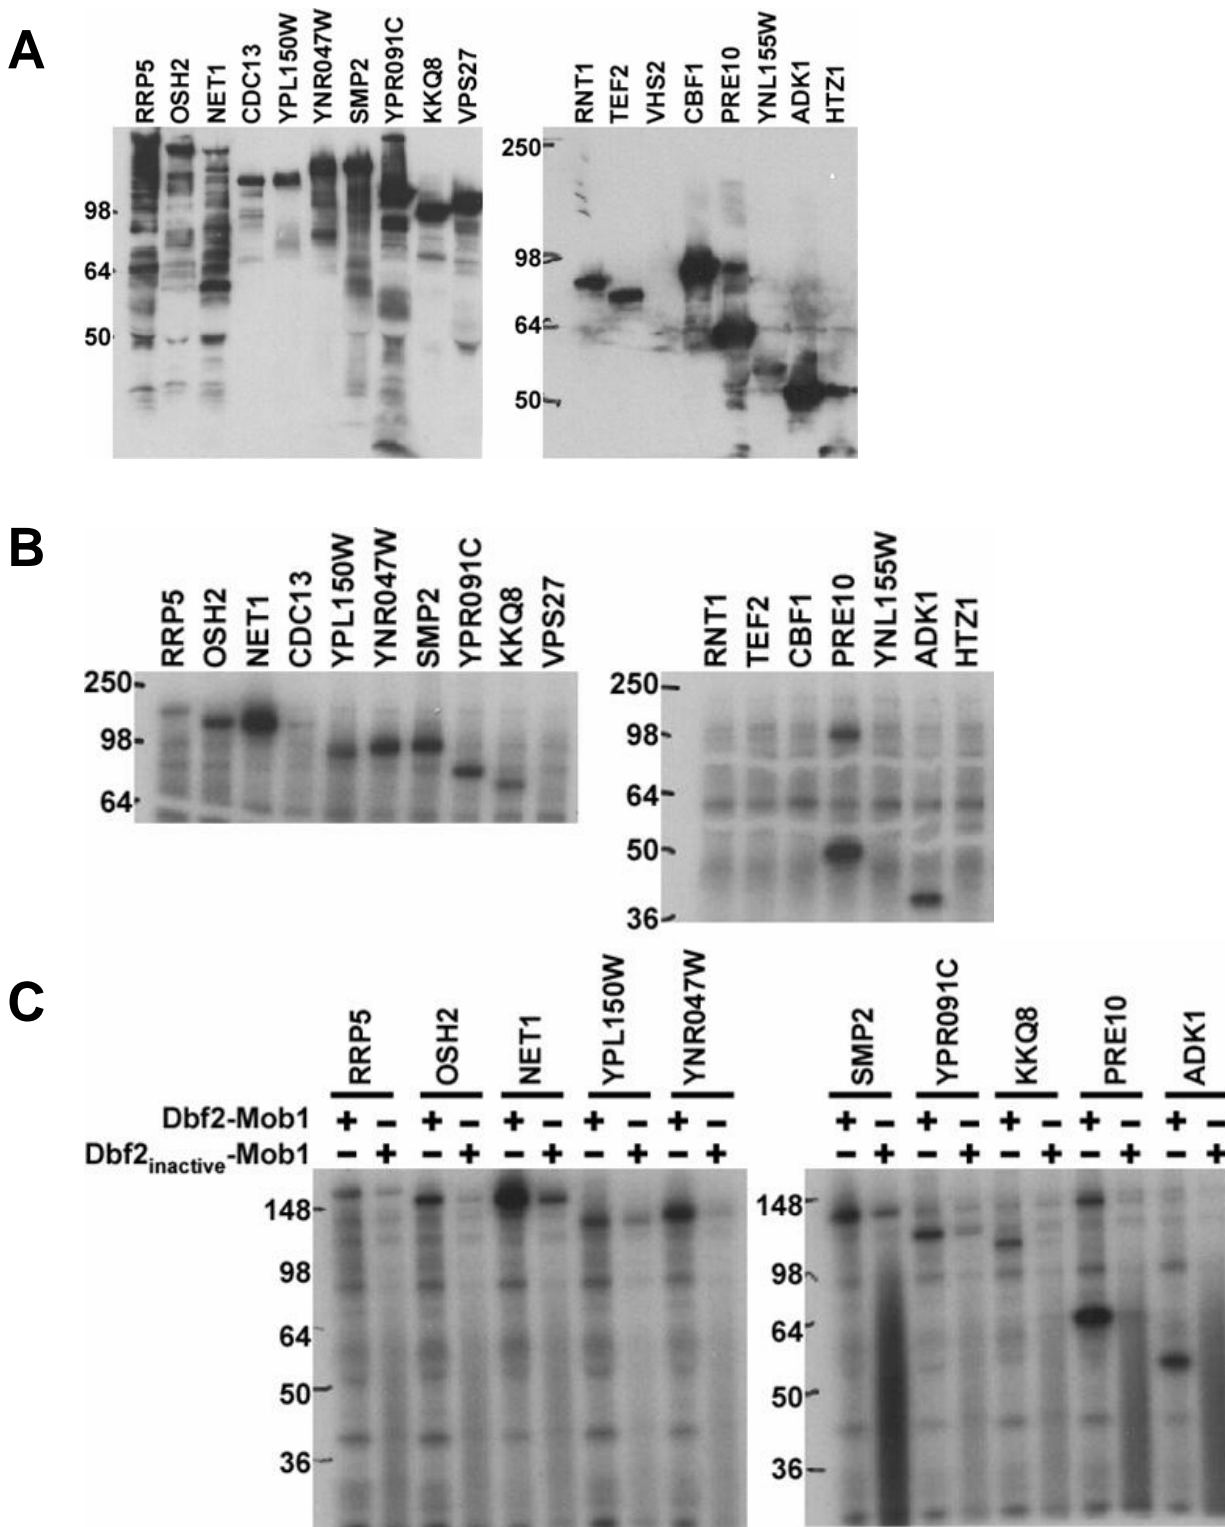 A
RRP5 OSH2 NET1 CDC13 YPL150W YNR047W SMP2 YPR091C KKQ8 VPS27
98
64
50
RNT1 TEF2 VHS2 CBF1 PRE10 YNL155W ADK1 HTZ1
250
98
64
50
B
RRP5 OSH2 NET1 CDC13 YPL150W YNR047W SMP2 YPR091C KKQ8 VPS27
250
98
64
RNT1 TEF2 CBF1 PRE10 YNL155W ADK1 HTZ1
250
98
64
50
36
C
RRP5 OSH2 NET1 YPL150W YNR047W
Dbf2-Mob1 + - + - + - + - + -
Dbf2inactive-Mob1 - + - + - + - + - +
148
98
64
50
36
SMP2 YPR091C KKQ8 PRE10 ADK1
+ - + - + - + - + -
- + - + - + - + - +
148
98
64
50
36